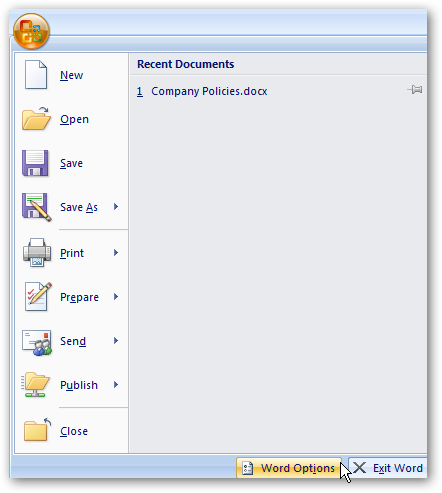 Recent Documents
1 Company Policies.docx
New
Open
Save
Save As
Print
Prepare
Send
Publish
Close
Word Options
Exit Word